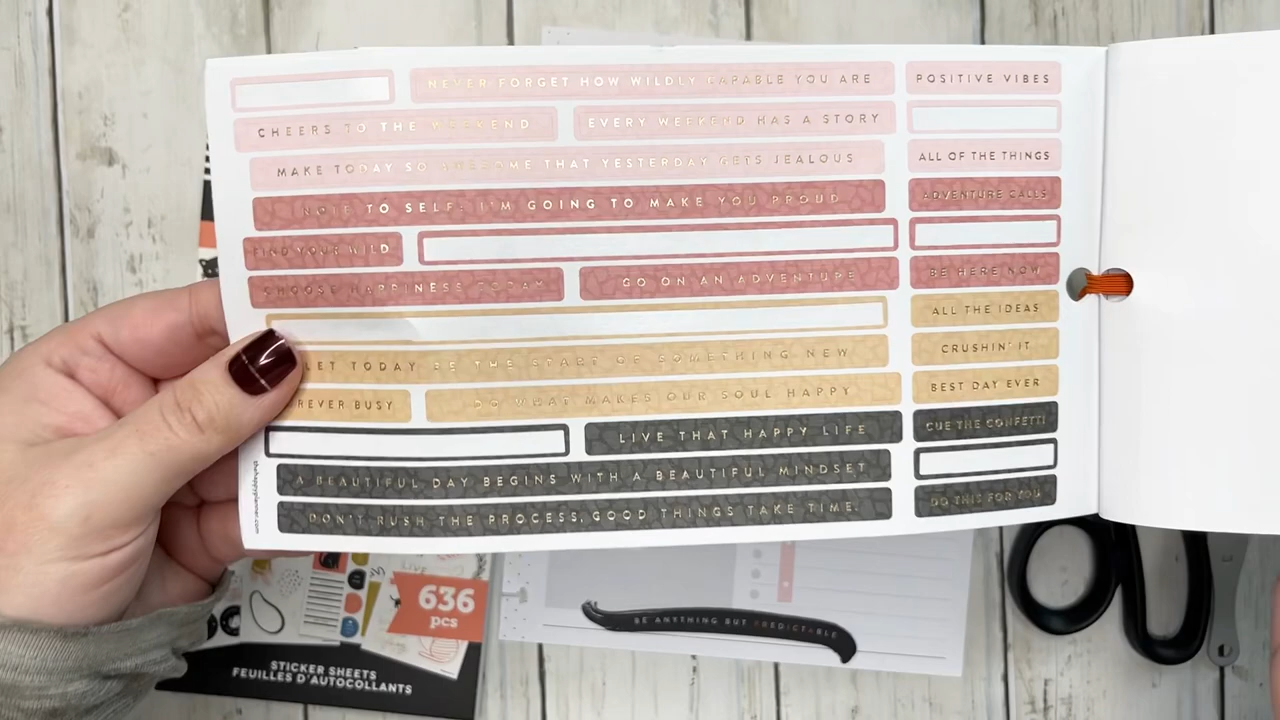 NEVER FORGET HOW WILDLY CAPABLE YOU ARE
POSITIVE VIBES
CHEERS TO THE WEEKEND
EVERY WEEKEND HAS A STORY
MAKE TODAY SO AWESOME THAT YESTERDAY GETS JEALOUS
ALL OF THE THINGS
NOTE TO SELF: I'M GOING TO MAKE YOU PROUD
ADVENTURE CALLS
FIND YOUR WILD
CHOOSE HAPPINESS TODAY
GO ON AN ADVENTURE
BE HERE NOW
ALL THE IDEAS
LET TODAY BE THE START OF SOMETHING NEW
CRUSHIN' IT
REVER BUSY
DO WHAT MAKES OUR SOUL HAPPY
BEST DAY EVER
LIVE THAT HAPPY LIFE
CUE THE CONFETTI
A BEAUTIFUL DAY BEGINS WITH A BEAUTIFUL MINDSET
DON'T RUSH THE PROCESS, GOOD THINGS TAKE TIME.
DO THIS FOR YOU
thehappyplanner.com
636
pcs
STICKER SHEETS
FEUILLES D'AUTOCOLLANTS
BE ANYTHING BUT PREDICTABLE